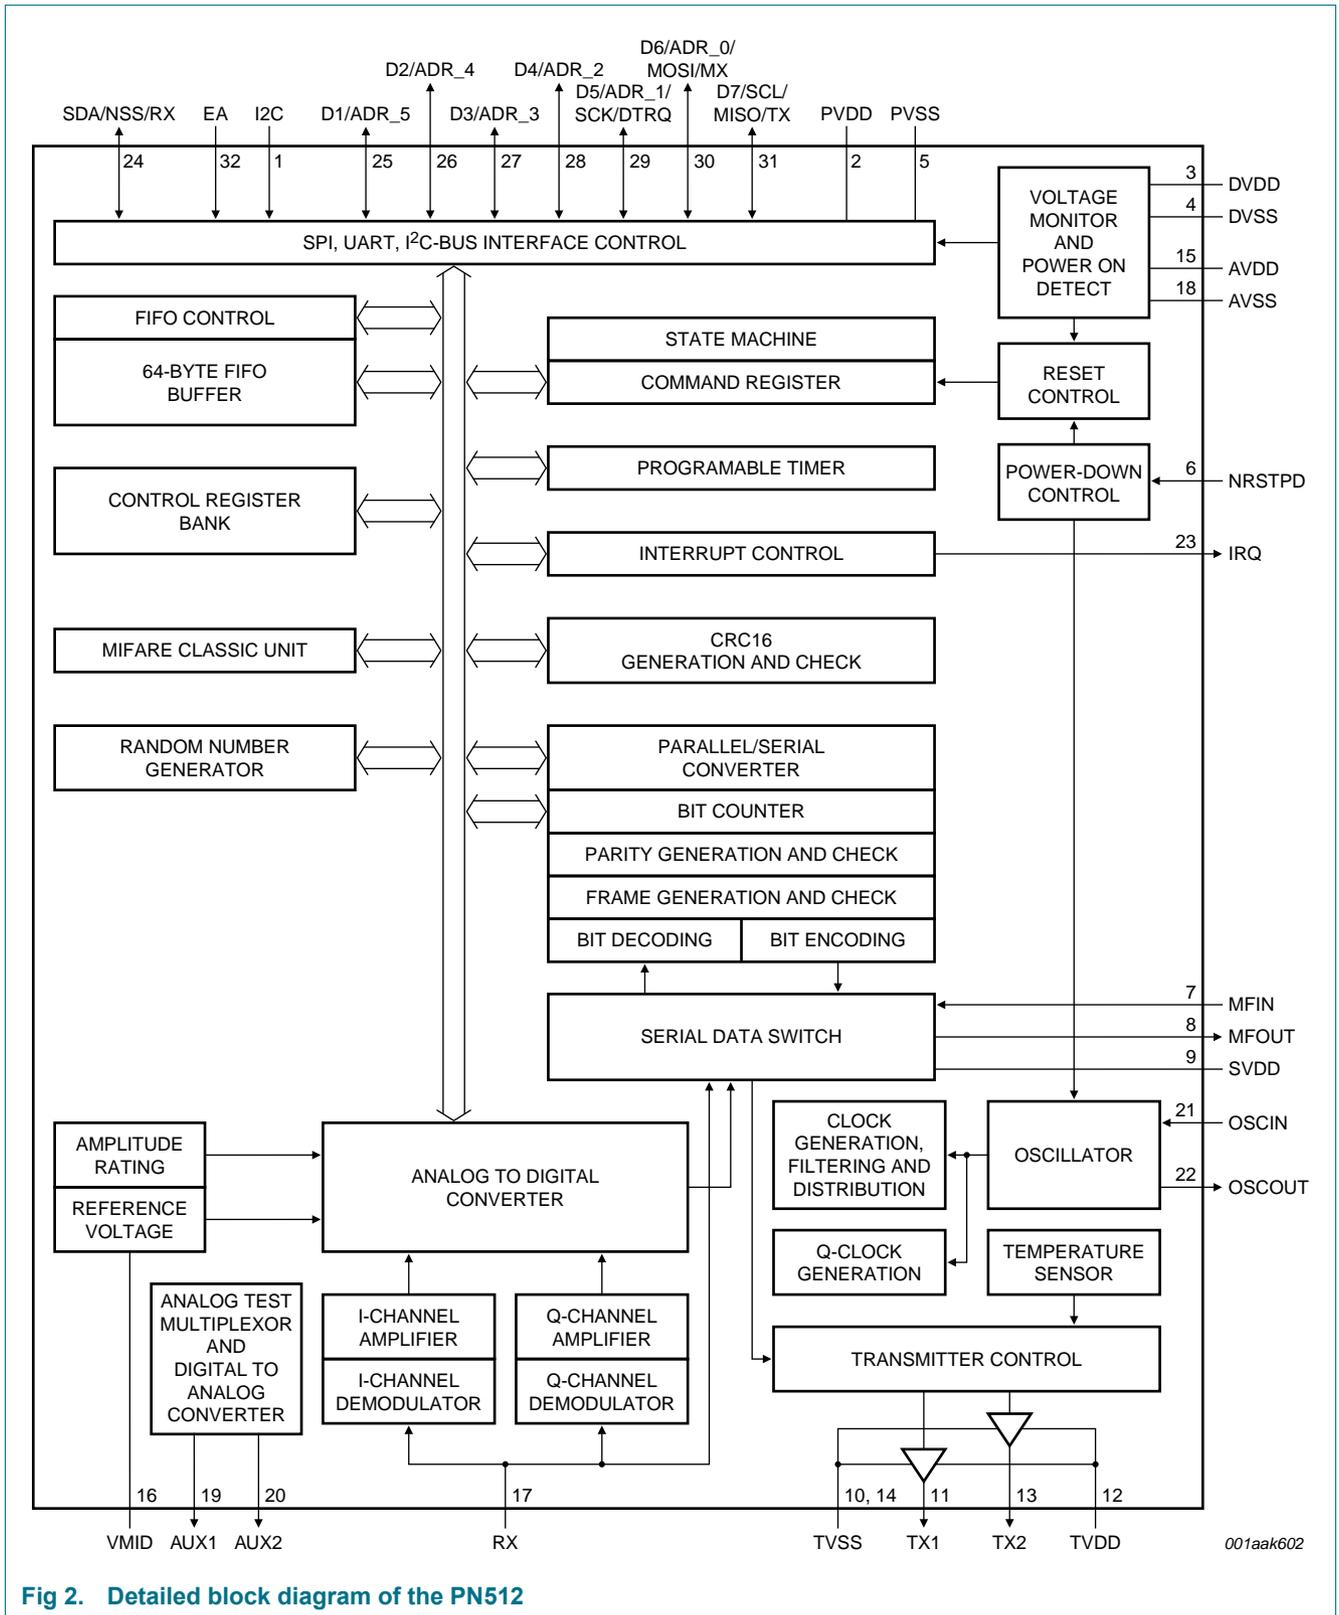 D6/ADR_0/
MOSI/MX
D2/ADR_4
D4/ADR_2
D5/ADR_1/
SCK/DTRQ
D7/SCL/
MISO/TX
SDA/NSS/RX
EA
I2C
D1/ADR_5
D3/ADR_3
PVDD
PVSS
24
32
1
25
26
27
28
29
30
31
2
5
3
DVDD
4
DVSS
15
AVDD
18
AVSS
VOLTAGE
MONITOR
AND
POWER ON
DETECT
SPI, UART, I2C-BUS INTERFACE CONTROL
FIFO CONTROL
64-BYTE FIFO
BUFFER
STATE MACHINE
COMMAND REGISTER
RESET
CONTROL
CONTROL REGISTER
BANK
PROGRAMABLE TIMER
POWER-DOWN
CONTROL
6
NRSTPD
INTERRUPT CONTROL
23
IRQ
MIFARE CLASSIC UNIT
CRC16
GENERATION AND CHECK
RANDOM NUMBER
GENERATOR
PARALLEL/SERIAL
CONVERTER
BIT COUNTER
PARITY GENERATION AND CHECK
FRAME GENERATION AND CHECK
BIT DECODING
BIT ENCODING
SERIAL DATA SWITCH
7
MFIN
8
MFOUT
9
SVDD
AMPLITUDE
RATING
REFERENCE
VOLTAGE
ANALOG TO DIGITAL
CONVERTER
CLOCK
GENERATION,
FILTERING AND
DISTRIBUTION
OSCILLATOR
21
OSCIN
22
OSCOUT
Q-CLOCK
GENERATION
TEMPERATURE
SENSOR
ANALOG TEST
MULTIPLEXOR
AND
DIGITAL TO
ANALOG
CONVERTER
I-CHANNEL
AMPLIFIER
I-CHANNEL
DEMODULATOR
Q-CHANNEL
AMPLIFIER
Q-CHANNEL
DEMODULATOR
TRANSMITTER CONTROL
16
19
20
17
10, 14
11
13
12
VMID
AUX1
AUX2
RX
TVSS
TX1
TX2
TVDD
001aak602
Fig 2. Detailed block diagram of the PN512